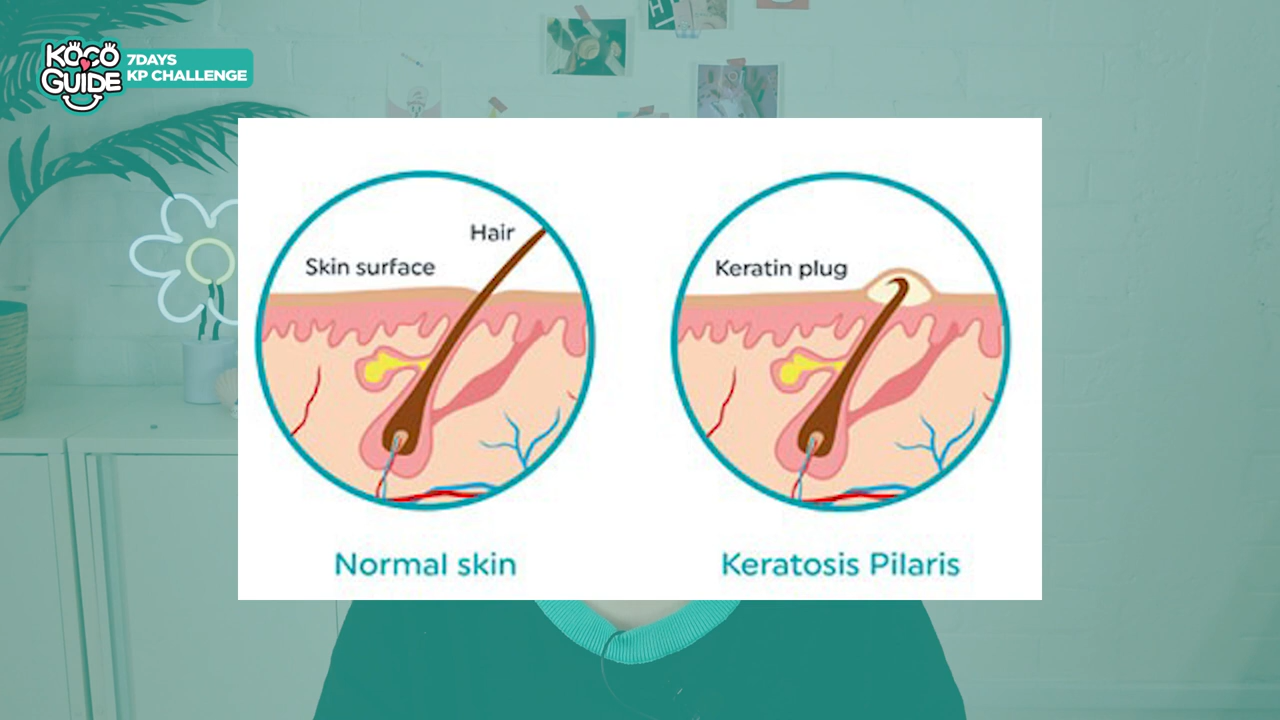 KOCO
GUIDE
7DAYS
KP CHALLENGE
Hair
Skin surface
Keratin plug
Normal skin
Keratosis Pilaris